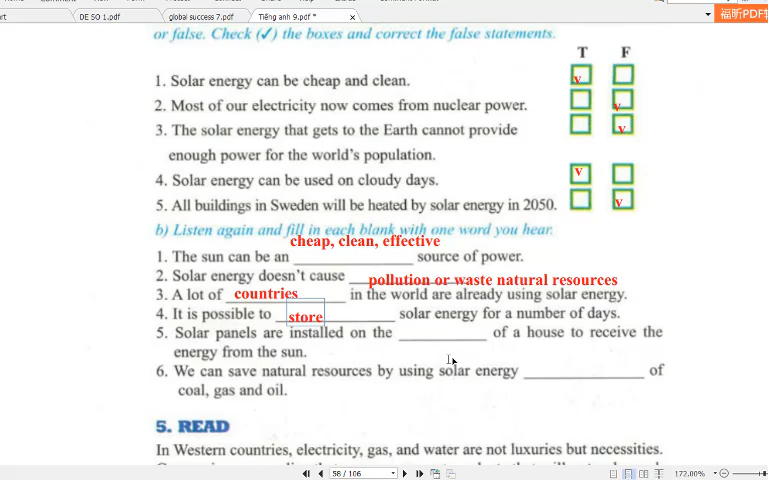 DE SO 1.pdf
global success 7.pdf
Tiếng anh 9.pdf *
福昕PDF
or false. Check (✓) the boxes and correct the false statements.
T F
1. Solar energy can be cheap and clean.
v
2. Most of our electricity now comes from nuclear power.
v
3. The solar energy that gets to the Earth cannot provide
v
enough power for the world's population.
4. Solar energy can be used on cloudy days.
v
5. All buildings in Sweden will be heated by solar energy in 2050.
v
b) Listen again and fill in each blank with one word you hear.
cheap, clean, effective
1. The sun can be an ____________ source of power.
2. Solar energy doesn't cause ____________
pollution or waste natural resources
3. A lot of countries in the world are already using solar energy.
4. It is possible to store solar energy for a number of days.
5. Solar panels are installed on the ____________ of a house to receive the
energy from the sun.
6. We can save natural resources by using solar energy ____________ of
coal, gas and oil.
5. READ
In Western countries, electricity, gas, and water are not luxuries but necessities.
58 / 106
172.00%